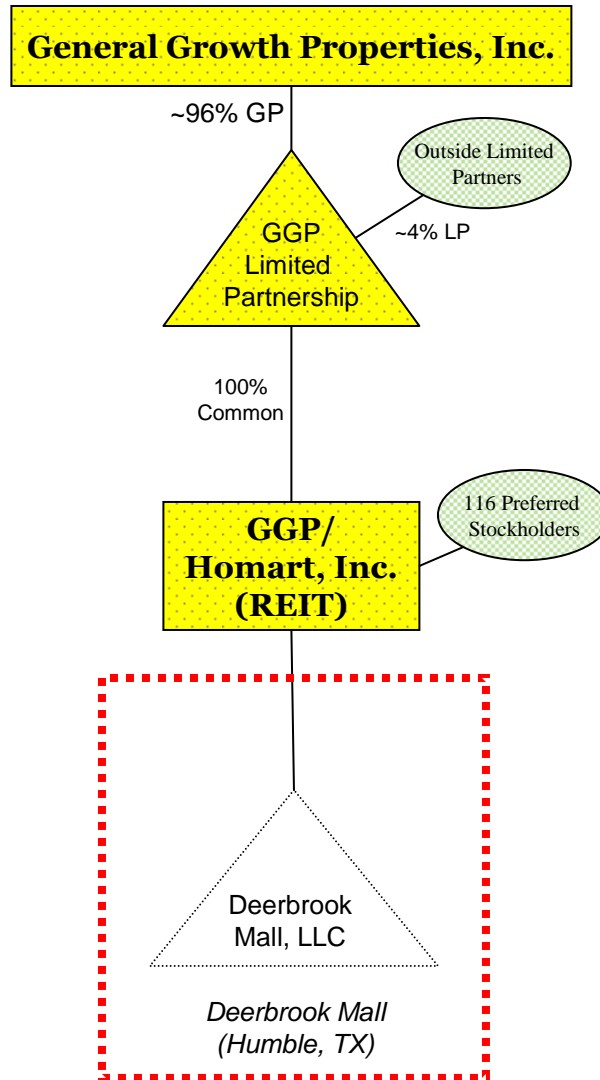 General Growth Properties, Inc.
~96% GP
Outside Limited
Partners
~4% LP
GGP
Limited
Partnership
100%
Common
116 Preferred
Stockholders
GGP/
Homart, Inc.
(REIT)
Deerbrook
Mall, LLC
Deerbrook Mall
(Humble, TX)